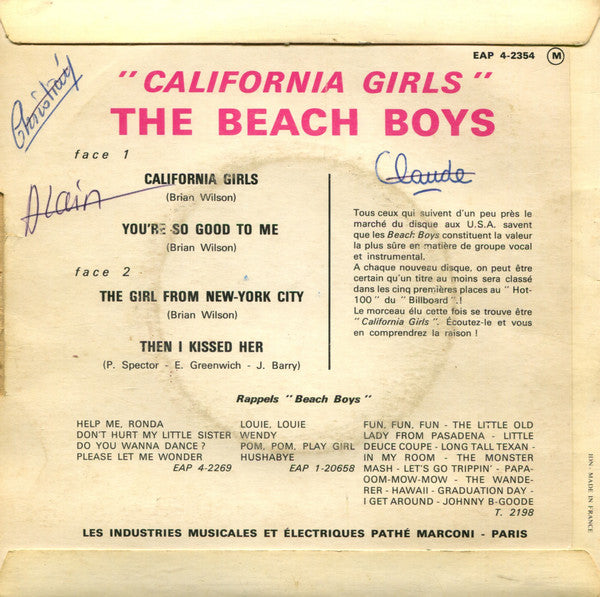 EAP 4-2354 M
" CALIFORNIA GIRLS "
THE BEACH BOYS
Christian
Claude
Alain
face 1
CALIFORNIA GIRLS
(Brian Wilson)
YOU'RE SO GOOD TO ME
(Brian Wilson)
face 2
THE GIRL FROM NEW-YORK CITY
(Brian Wilson)
THEN I KISSED HER
(P. Spector - E. Greenwich - J. Barry)
Tous ceux qui suivent d'un peu près le
marché du disque aux U.S.A. savent
que les Beach Boys constituent la valeur
la plus sûre en matière de groupe vocal
et instrumental.
A chaque nouveau disque, on peut être
certain qu'un titre au moins sera classé
dans les cinq premières places au " Hot-
100 " du " Billboard ".!
Le morceau élu cette fois se trouve être
" California Girls ". Écoutez-le et vous
en comprendrez la raison !
Rappels " Beach Boys "
HELP ME, RONDA
DON'T HURT MY LITTLE SISTER
DO YOU WANNA DANCE ?
PLEASE LET ME WONDER
EAP 4-2269
LOUIE, LOUIE
WENDY
POM, POM, PLAY GIRL
HUSHABYE
EAP 1-20658
FUN, FUN, FUN - THE LITTLE OLD
LADY FROM PASADENA - LITTLE
DEUCE COUPE - LONG TALL TEXAN -
IN MY ROOM - THE MONSTER
MASH - LET'S GO TRIPPIN' - PAPA-
OOM-MOW-MOW - THE WANDE-
RER - HAWAII - GRADUATION DAY -
I GET AROUND - JOHNNY B-GOODE
T. 2198
LES INDUSTRIES MUSICALES ET ÉLECTRIQUES PATHÉ MARCONI - PARIS
MADE IN FRANCE